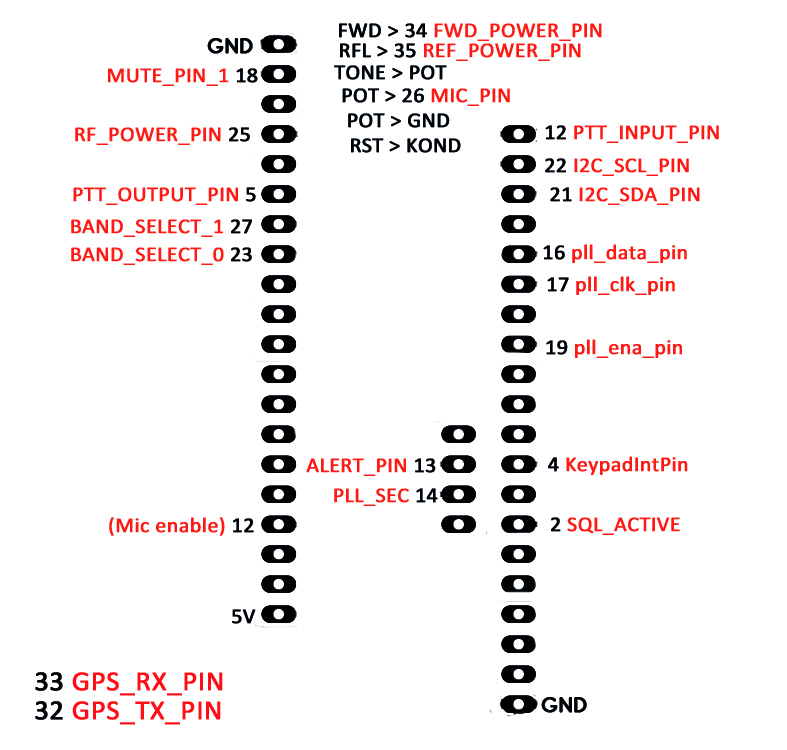 FWD > 34 FWD_POWER_PIN
RFL > 35 REF_POWER_PIN
TONE > POT
POT > 26 MIC_PIN
POT > GND
RST > KOND
GND
MUTE_PIN_1 18
RF_POWER_PIN 25
PTT_OUTPUT_PIN 5
BAND_SELECT_1 27
BAND_SELECT_0 23
(Mic enable) 12
5V
12 PTT_INPUT_PIN
22 I2C_SCL_PIN
21 I2C_SDA_PIN
16 pll_data_pin
17 pll_clk_pin
19 pll_ena_pin
ALERT_PIN 13
PLL_SEC 14
4 KeypadIntPin
2 SQL_ACTIVE
GND
33 GPS_RX_PIN
32 GPS_TX_PIN